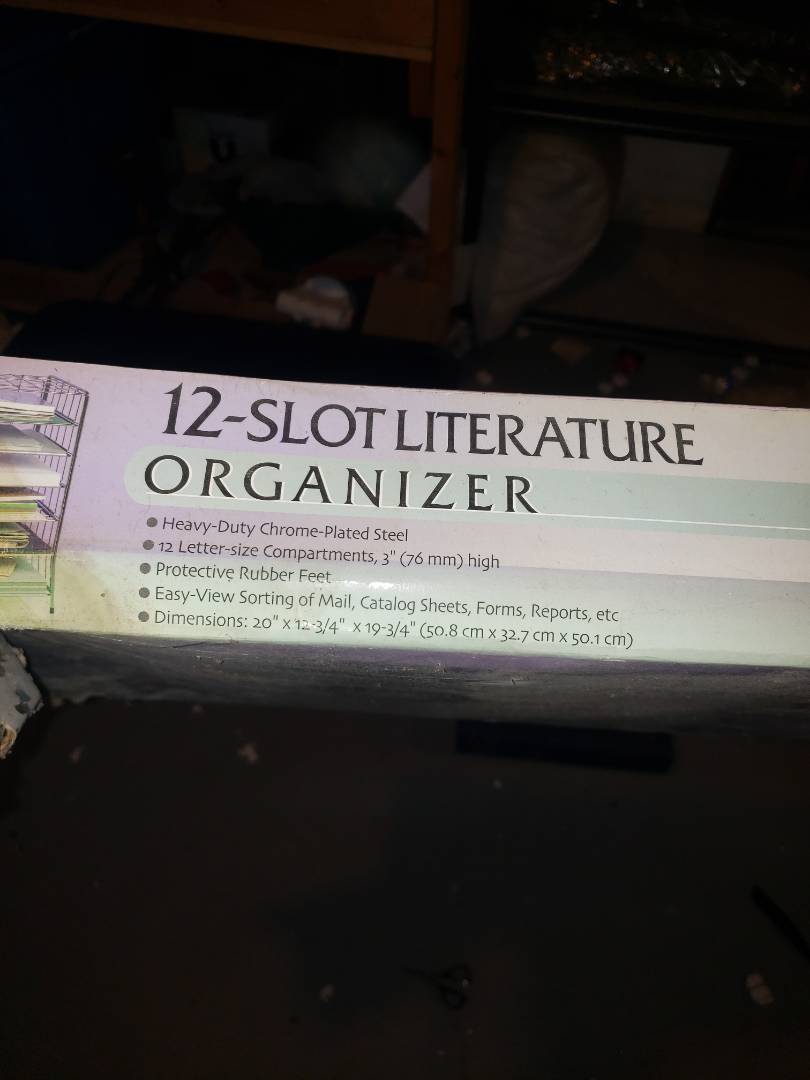 12-SLOT LITERATURE
ORGANIZER
● Heavy-Duty Chrome-Plated Steel
● 12 Letter-size Compartments, 3" (76 mm) high
● Protective Rubber Feet
● Easy-View Sorting of Mail, Catalog Sheets, Forms, Reports, etc
● Dimensions: 20" x 12-3/4" x 19-3/4" (50.8 cm x 32.7 cm x 50.1 cm)